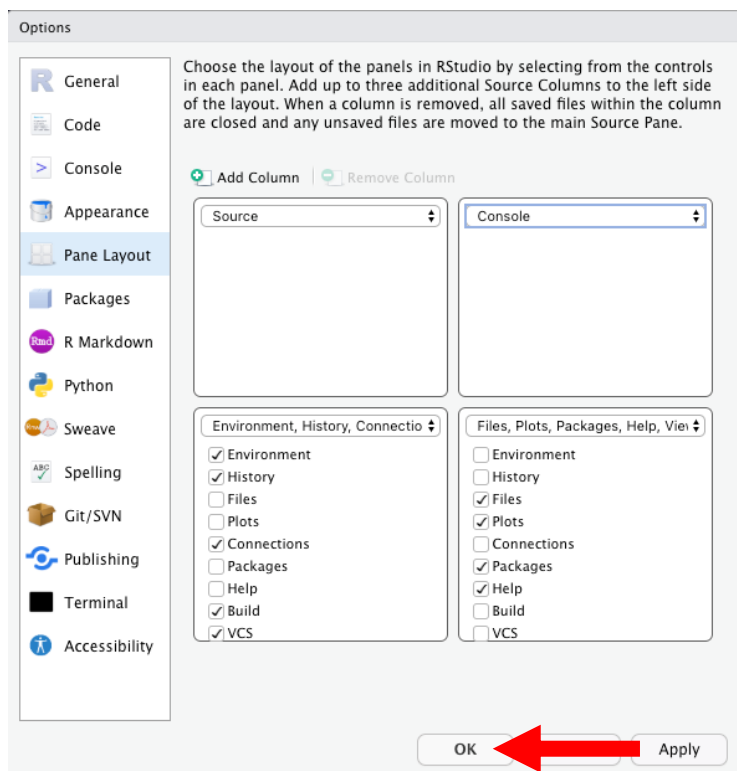 Options
General
Code
Console
Appearance
Pane Layout
Packages
R Markdown
Python
Sweave
Spelling
Git/SVN
Publishing
Terminal
Accessibility
Choose the layout of the panels in RStudio by selecting from the controls
in each panel. Add up to three additional Source Columns to the left side
of the layout. When a column is removed, all saved files within the column
are closed and any unsaved files are moved to the main Source Pane.
Add Column
Remove Column
Source
Console
Environment, History, Connectio
Environment
History
Files
Plots
Connections
Packages
Help
Build
VCS
Files, Plots, Packages, Help, Vie
Environment
History
Files
Plots
Connections
Packages
Help
Build
VCS
OK
Apply
Rmd
ABC